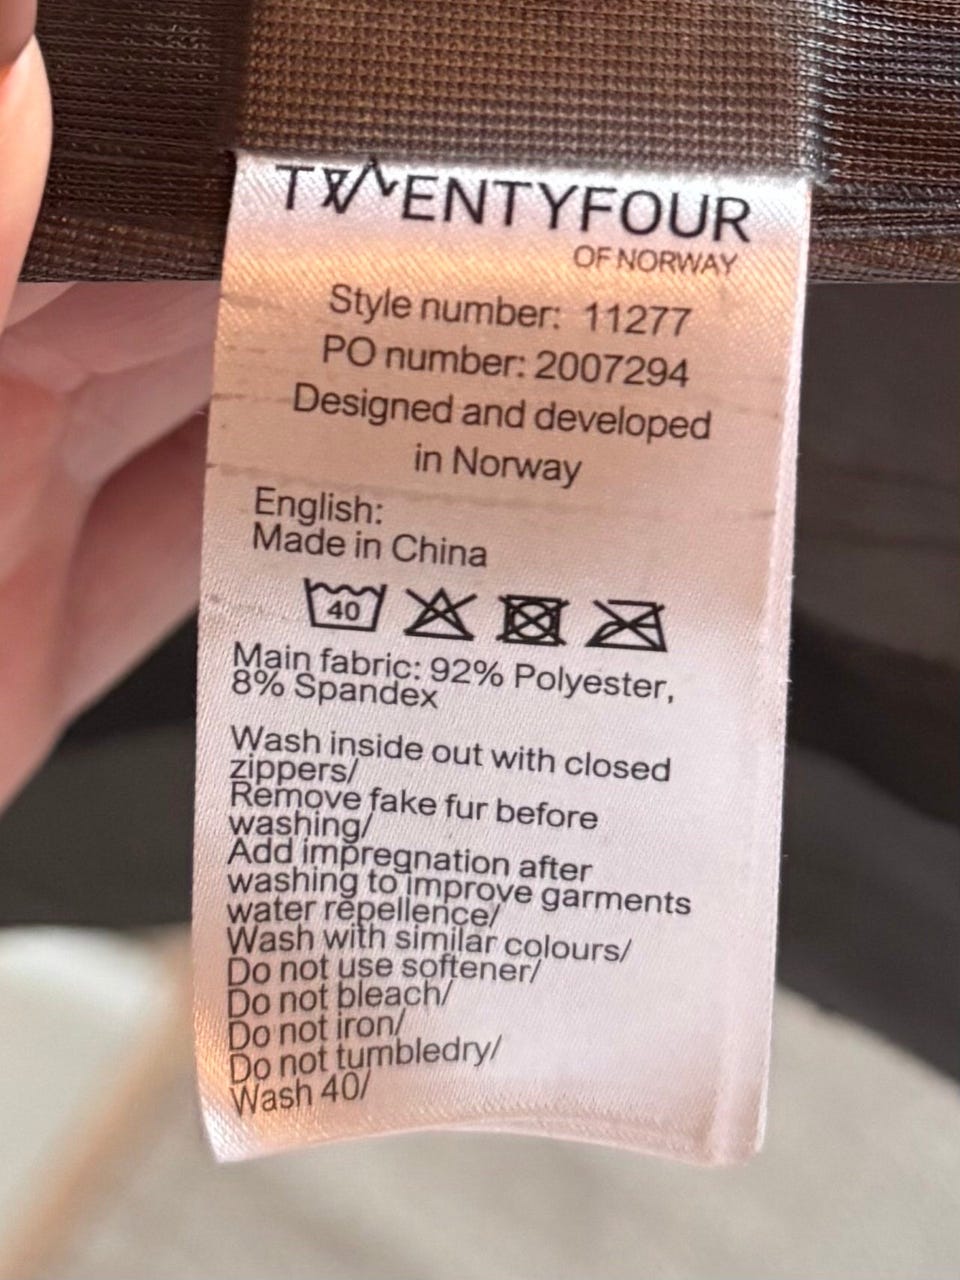 TWENTYFOUR
OF NORWAY
Style number: 11277
PO number: 2007294
Designed and developed
in Norway
English:
Made in China
40
Main fabric: 92% Polyester,
8% Spandex
Wash inside out with closed
zippers/
Remove fake fur before
washing/
Add impregnation after
washing to improve garments
water repellence/
Wash with similar colours/
Do not use softener/
Do not bleach/
Do not iron/
Do not tumbledry/
Wash 40/